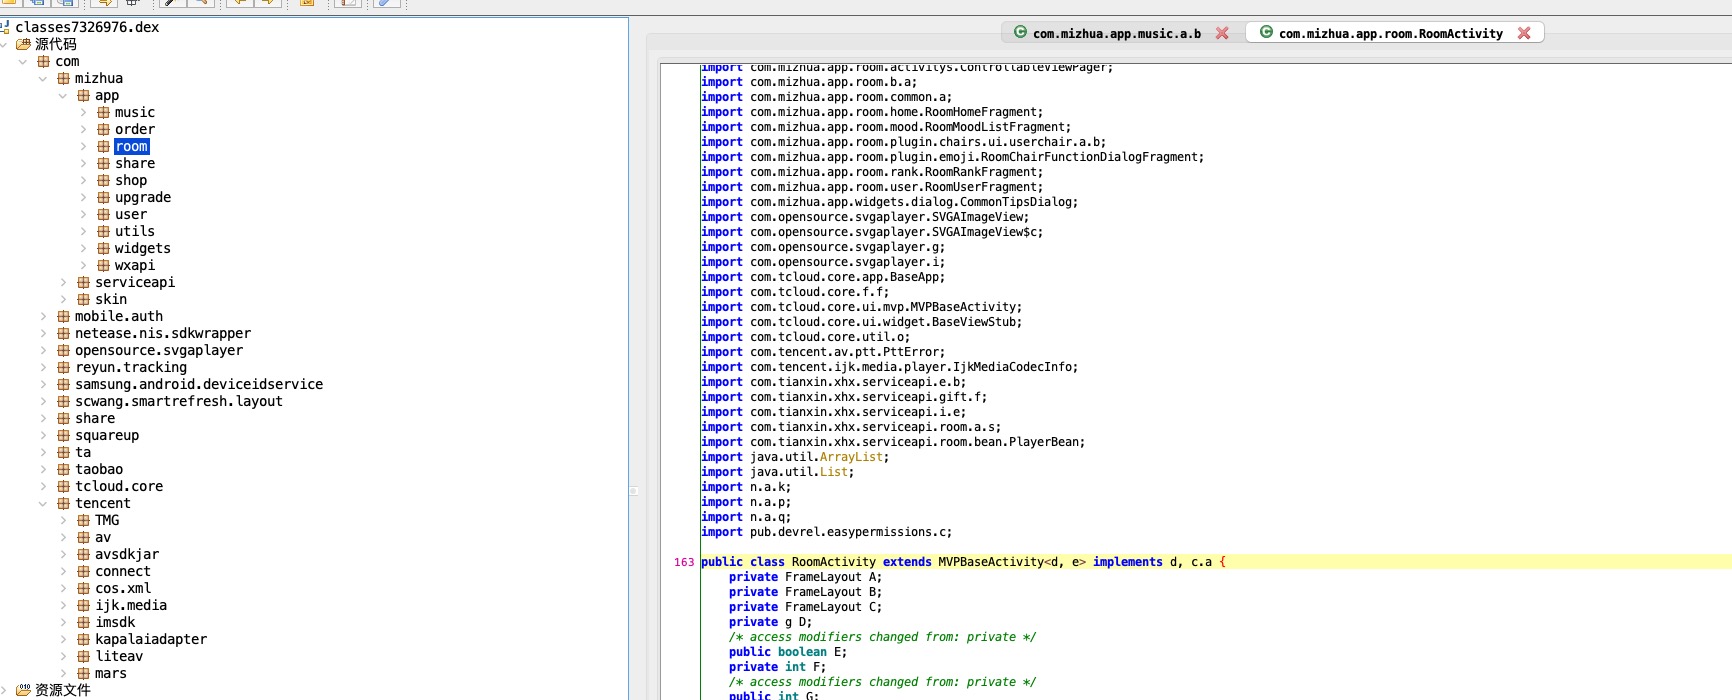 classes7326976.dex
源代码
com
mizhua
app
music
order
room
share
shop
upgrade
user
utils
widgets
wxapi
serviceapi
skin
mobile.auth
netease.nis.sdkwrapper
opensource.svgaplayer
reyun.tracking
samsung.android.deviceidservice
scwang.smartrefresh.layout
share
squareup
ta
taobao
tcloud.core
tencent
TMG
av
avsdkjar
connect
cos.xml
ijk.media
imsdk
kapalaiadapter
liteav
mars
资源文件
com.mizhua.app.music.a.b
com.mizhua.app.room.RoomActivity
import com.mizhua.app.room.activitys.ControllableViewPager;
import com.mizhua.app.room.b.a;
import com.mizhua.app.room.common.a;
import com.mizhua.app.room.home.RoomHomeFragment;
import com.mizhua.app.room.mood.RoomMoodListFragment;
import com.mizhua.app.room.plugin.chairs.ui.userchair.a.b;
import com.mizhua.app.room.plugin.emoji.RoomChairFunctionDialogFragment;
import com.mizhua.app.room.rank.RoomRankFragment;
import com.mizhua.app.room.user.RoomUserFragment;
import com.mizhua.app.widgets.dialog.CommonTipsDialog;
import com.opensource.svgaplayer.SVGAImageView;
import com.opensource.svgaplayer.SVGAImageView$c;
import com.opensource.svgaplayer.g;
import com.opensource.svgaplayer.i;
import com.tcloud.core.app.BaseApp;
import com.tcloud.core.f.f;
import com.tcloud.core.ui.mvp.MVPBaseActivity;
import com.tcloud.core.ui.widget.BaseViewStub;
import com.tcloud.core.util.o;
import com.tencent.av.ptt.PttError;
import com.tencent.ijk.media.player.IjkMediaCodecInfo;
import com.tianxin.xhx.serviceapi.e.b;
import com.tianxin.xhx.serviceapi.gift.f;
import com.tianxin.xhx.serviceapi.i.e;
import com.tianxin.xhx.serviceapi.room.a.s;
import com.tianxin.xhx.serviceapi.room.bean.PlayerBean;
import java.util.ArrayList;
import java.util.List;
import n.a.k;
import n.a.p;
import n.a.q;
import pub.devrel.easypermissions.c;
163 public class RoomActivity extends MVPBaseActivity<d, e> implements d, c.a {
private FrameLayout A;
private FrameLayout B;
private FrameLayout C;
private g D;
/* access modifiers changed from: private */
public boolean E;
private int F;
/* access modifiers changed from: private */
public int G;